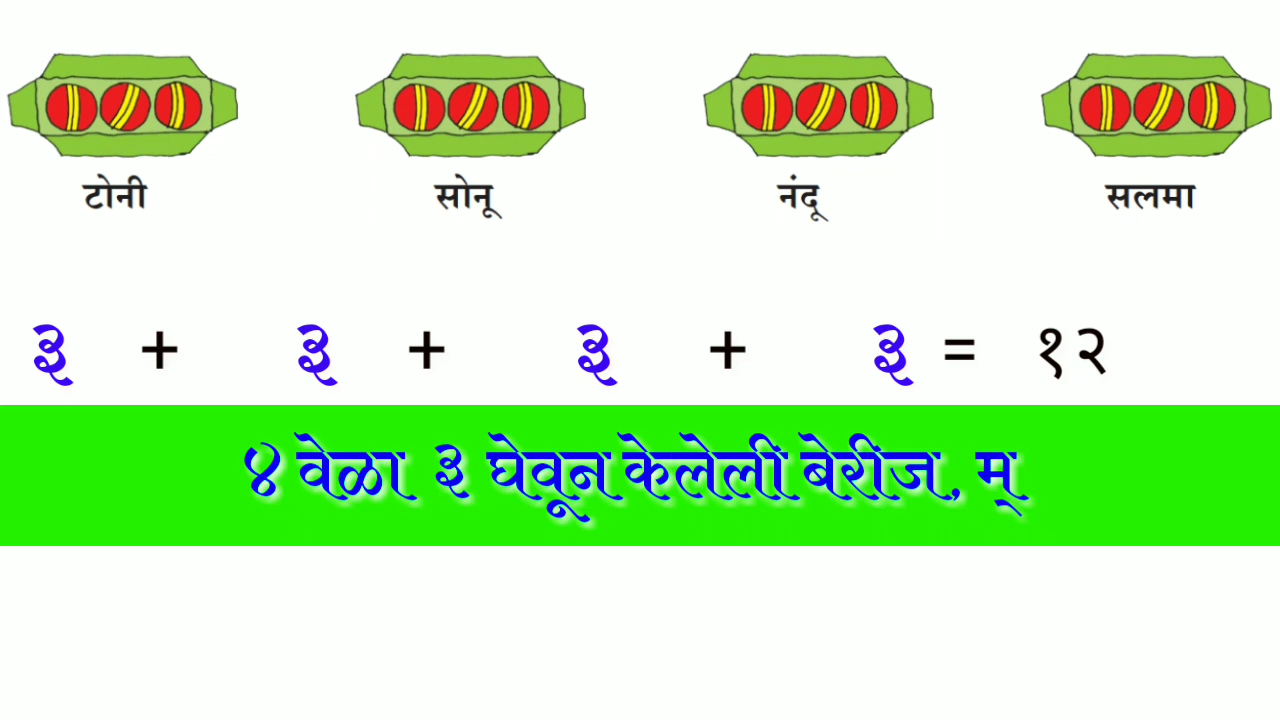 टोनी सोनू नंदू सलमा
३ + ३ + ३ + ३ = १२
४ वेळा ३ घेवून केलेली बेरीज, म्